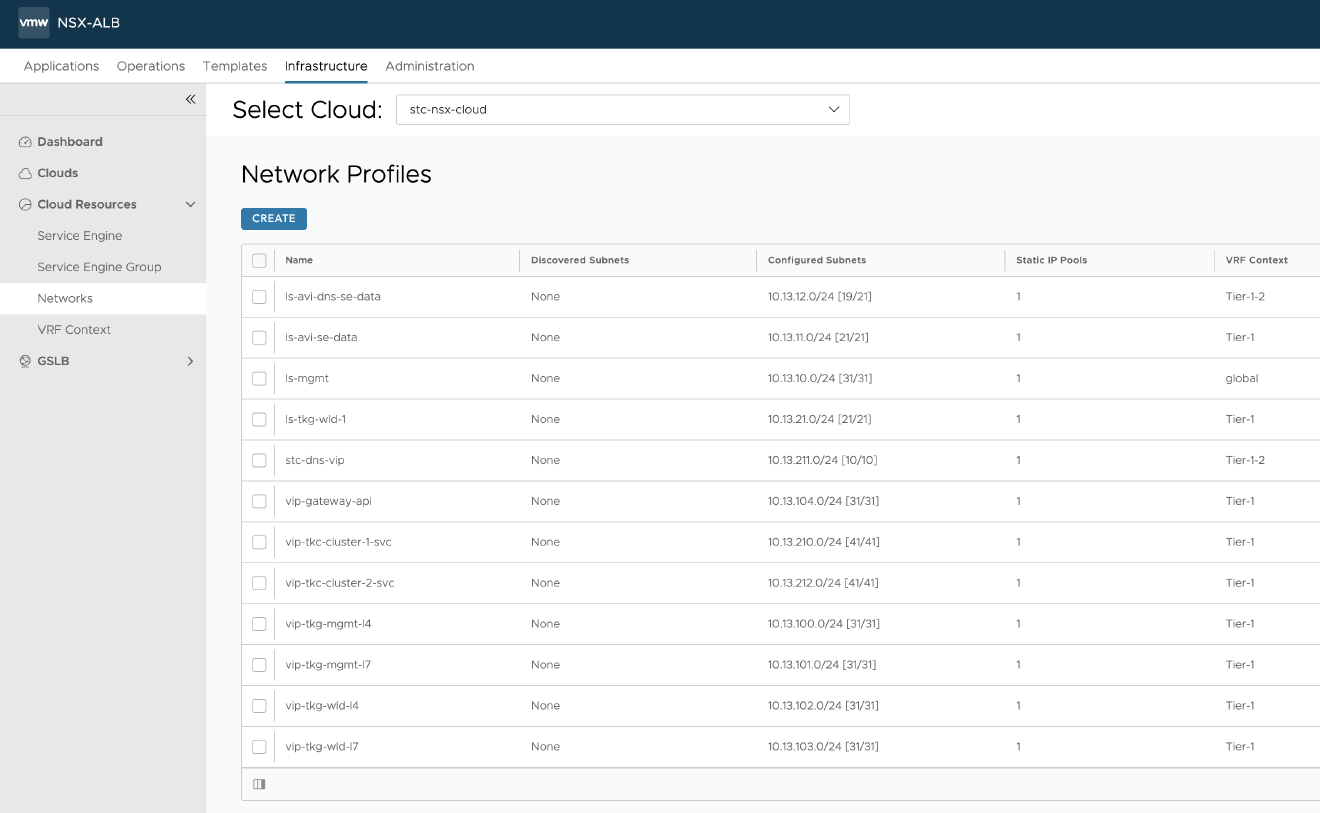 vmw NSX-ALB
Applications Operations Templates Infrastructure Administration
Select Cloud: stc-nsx-cloud
Dashboard
Clouds
Cloud Resources
Service Engine
Service Engine Group
Networks
VRF Context
GSLB
Network Profiles
CREATE
Name Discovered Subnets Configured Subnets Static IP Pools VRF Context
ls-avi-dns-se-data None 10.13.12.0/24 [19/21] 1 Tier-1-2
ls-avi-se-data None 10.13.11.0/24 [21/21] 1 Tier-1
ls-mgmt None 10.13.10.0/24 [31/31] 1 global
ls-tkg-wld-1 None 10.13.21.0/24 [21/21] 1 Tier-1
stc-dns-vip None 10.13.211.0/24 [10/10] 1 Tier-1-2
vip-gateway-api None 10.13.104.0/24 [31/31] 1 Tier-1
vip-tkc-cluster-1-svc None 10.13.210.0/24 [41/41] 1 Tier-1
vip-tkc-cluster-2-svc None 10.13.212.0/24 [41/41] 1 Tier-1
vip-tkg-mgmt-l4 None 10.13.100.0/24 [31/31] 1 Tier-1
vip-tkg-mgmt-l7 None 10.13.101.0/24 [31/31] 1 Tier-1
vip-tkg-wld-l4 None 10.13.102.0/24 [31/31] 1 Tier-1
vip-tkg-wld-l7 None 10.13.103.0/24 [31/31] 1 Tier-1